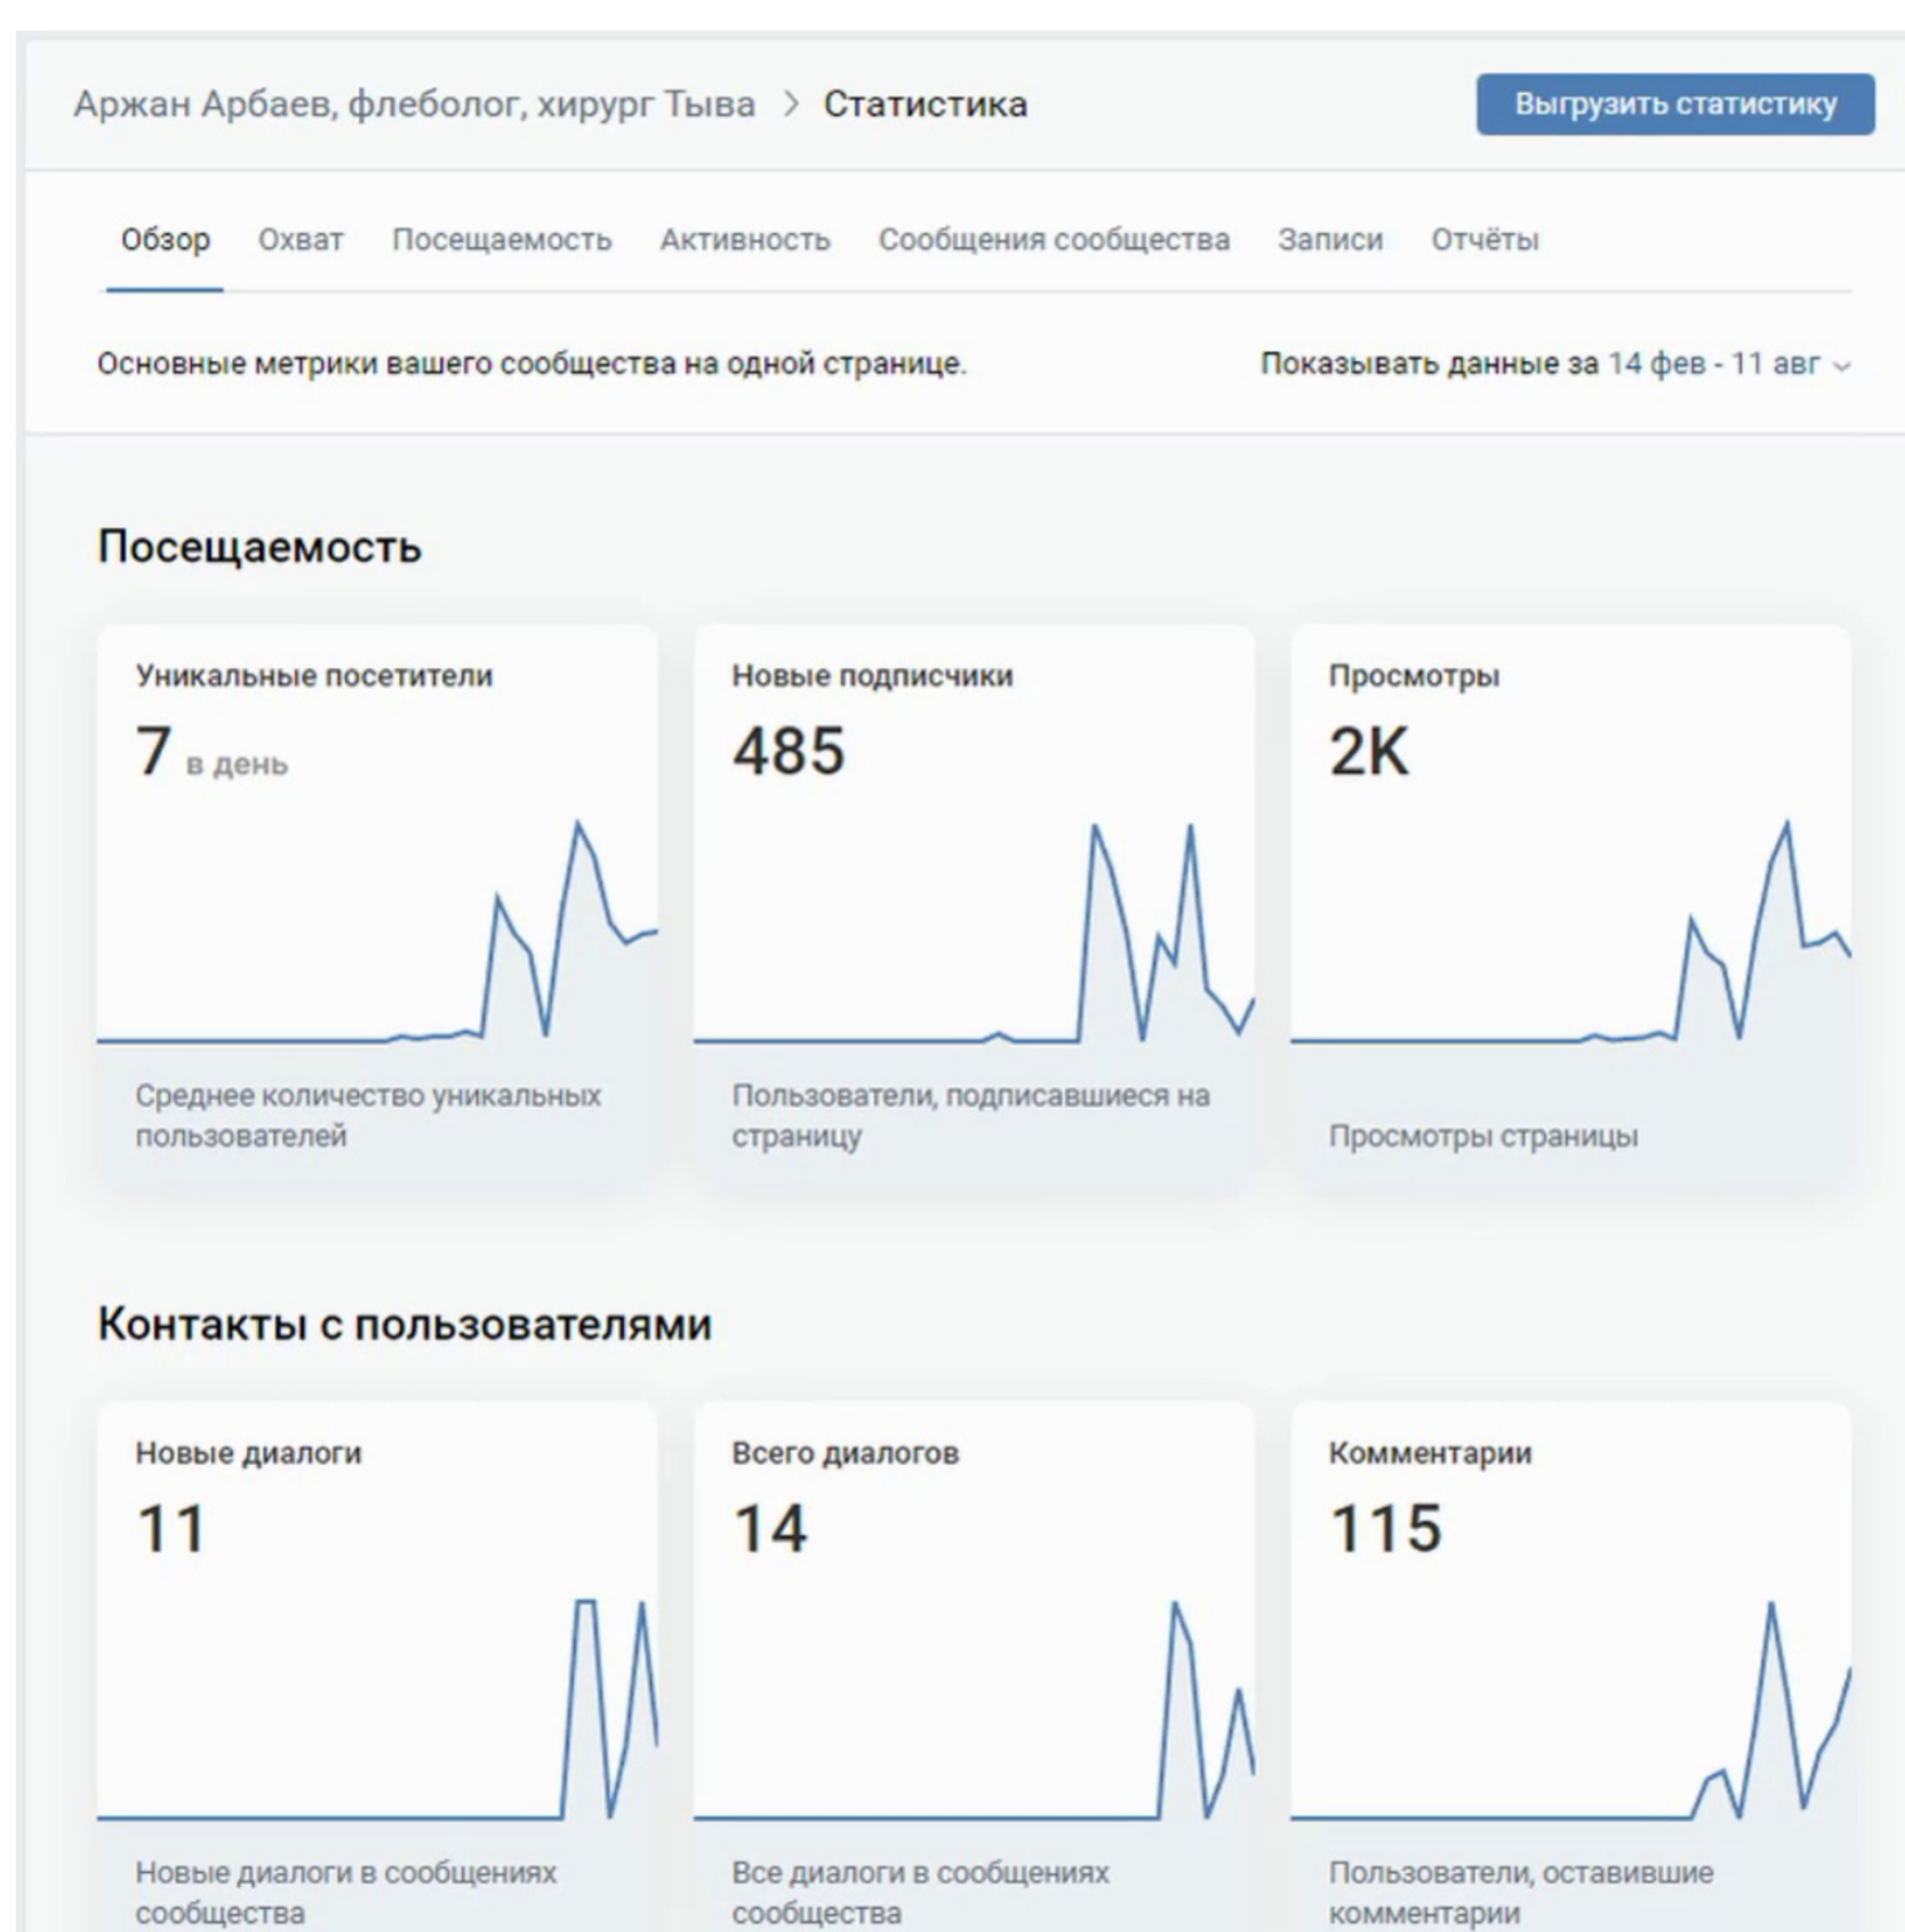 Аржан Арбаев, флеболог, хирург Тыва > Статистика
Выгрузить статистику
Обзор Охват Посещаемость Активность Сообщения сообщества Записи Отчёты
Основные метрики вашего сообщества на одной странице.
Показывать данные за 14 фев - 11 авг
Посещаемость
Уникальные посетители
7 в день
Среднее количество уникальных
пользователей
Новые подписчики
485
Пользователи, подписавшиеся на
страницу
Просмотры
2K
Просмотры страницы
Контакты с пользователями
Новые диалоги
11
Новые диалоги в сообщениях
сообщества
Всего диалогов
14
Все диалоги в сообщениях
сообщества
Комментарии
115
Пользователи, оставившие
комментарии